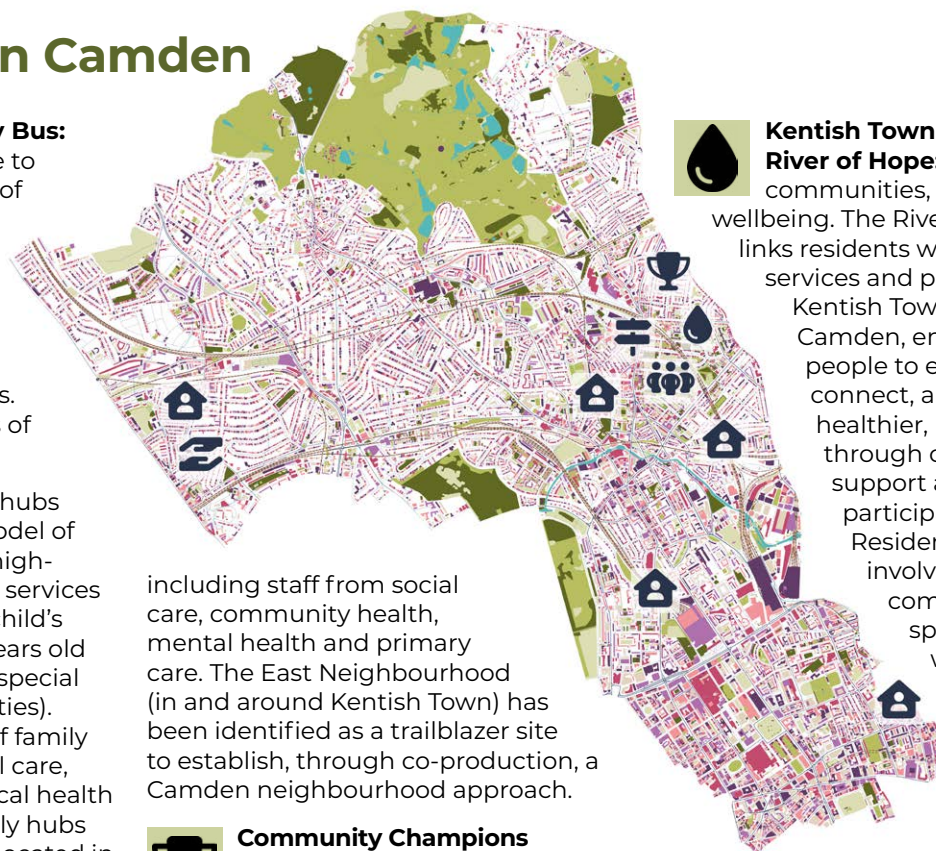 n Camden
y Bus:
e to
of
s.
s of
hubs
odel of
high-
services
child's
ears old
special
ties).
f family
l care,
cal health
ly hubs
ocated in
including staff from social
care, community health,
mental health and primary
care. The East Neighbourhood
(in and around Kentish Town) has
been identified as a trailblazer site
to establish, through co-production, a
Camden neighbourhood approach.
Community Champions
Kentish Town
River of Hope
communities,
wellbeing. The Rive
links residents w
services and p
Kentish Tow
Camden, en
people to e
connect, a
healthier,
through c
support a
particip
Residen
involv
com
sp